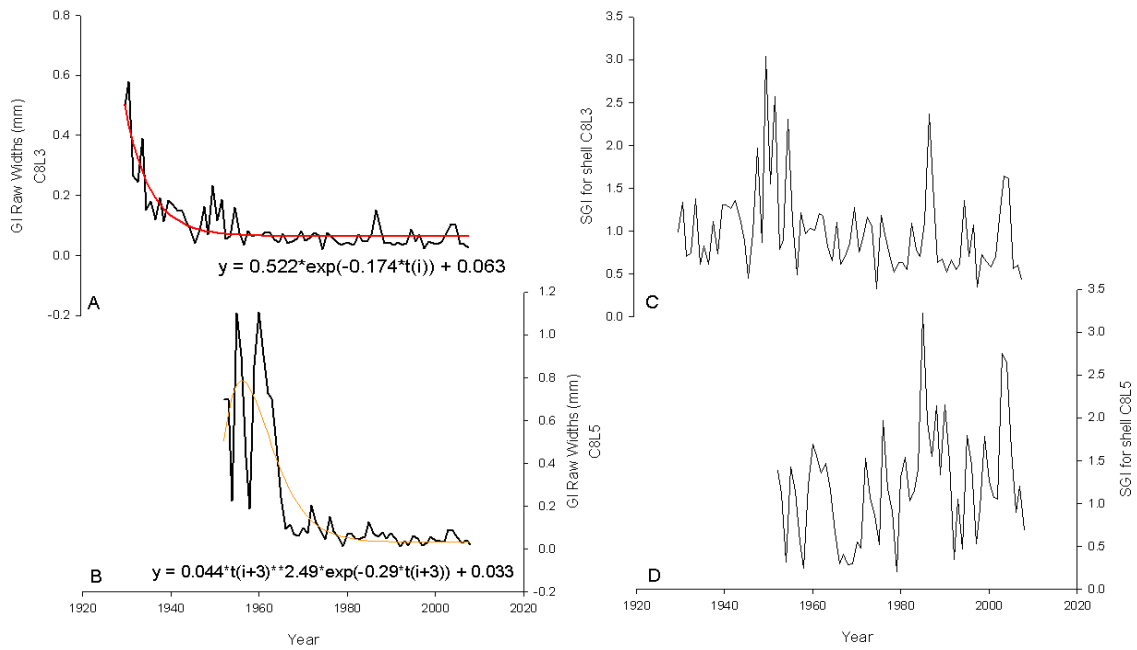 0.8
0.6
0.4
0.2
0.0
-0.2
GI Raw Widths (mm)
C8L3
y = 0.522*exp(-0.174*t(i)) + 0.063
A
1.2
1.0
0.8
0.6
0.4
0.2
0.0
-0.2
GI Raw Widths (mm)
C8L5
y = 0.044*t(i+3)**2.49*exp(-0.29*t(i+3)) + 0.033
B
1920 1940 1960 1980 2000 2020
Year
3.5
3.0
2.5
2.0
1.5
1.0
0.5
0.0
SGI for shell C8L3
C
3.5
3.0
2.5
2.0
1.5
1.0
0.5
0.0
SGI for shell C8L5
D
1920 1940 1960 1980 2000 2020
Year